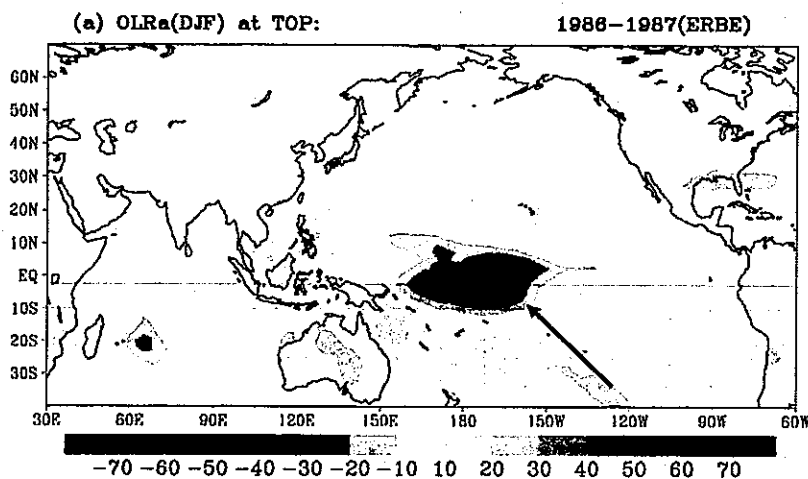 (a) OLRa(DJF) at TOP: 1986-1987(ERBE)
60N
50N
40N
30N
20N
10N
EQ
10S
20S
30S
30E 60E 90E 120E 150E 180 150W 120W 90W 60W
-70 -60 -50 -40 -30 -20 -10 10 20 30 40 50 60 70